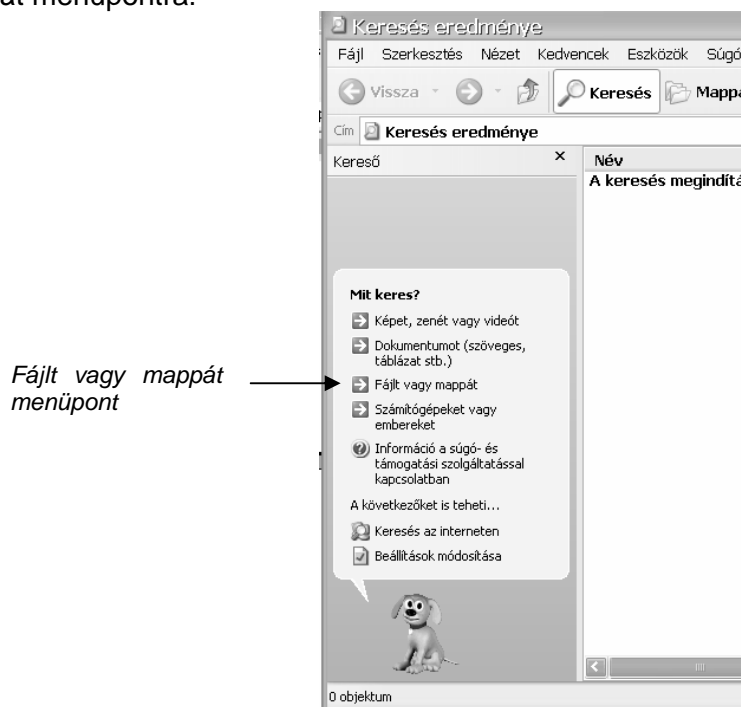 át menüpontra.
Keresés eredménye
Fájl Szerkesztés Nézet Kedvencek Eszközök Súgó
Vissza Keresés Mappá
Cím Keresés eredménye
Kereső × Név
A keresés megindítá
Mit keres?
Képet, zenét vagy videót
Dokumentumot (szöveges,
táblázat stb.)
Fájlt vagy mappát
Számítógépeket vagy
embereket
Információ a súgó- és
támogatási szolgáltatással
kapcsolatban
A következőket is teheti...
Keresés az interneten
Beállítások módosítása
Fájlt vagy mappát
menüpont
0 objektum